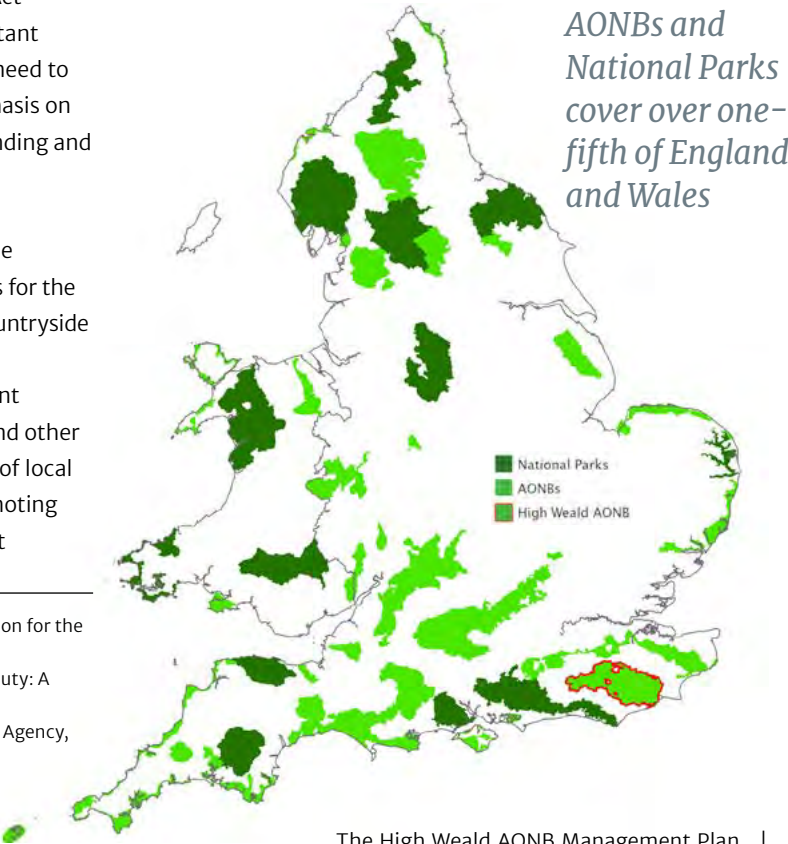 Act
tant
need to
hasis on
nding and
e
s for the
untryside
nt
nd other
of local
noting
t
on for the
uty: A
Agency,
AONBs and
National Parks
cover over one-
fifth of England
and Wales
National Parks
AONBs
High Weald AONB
The High Weald AONB Management Plan |